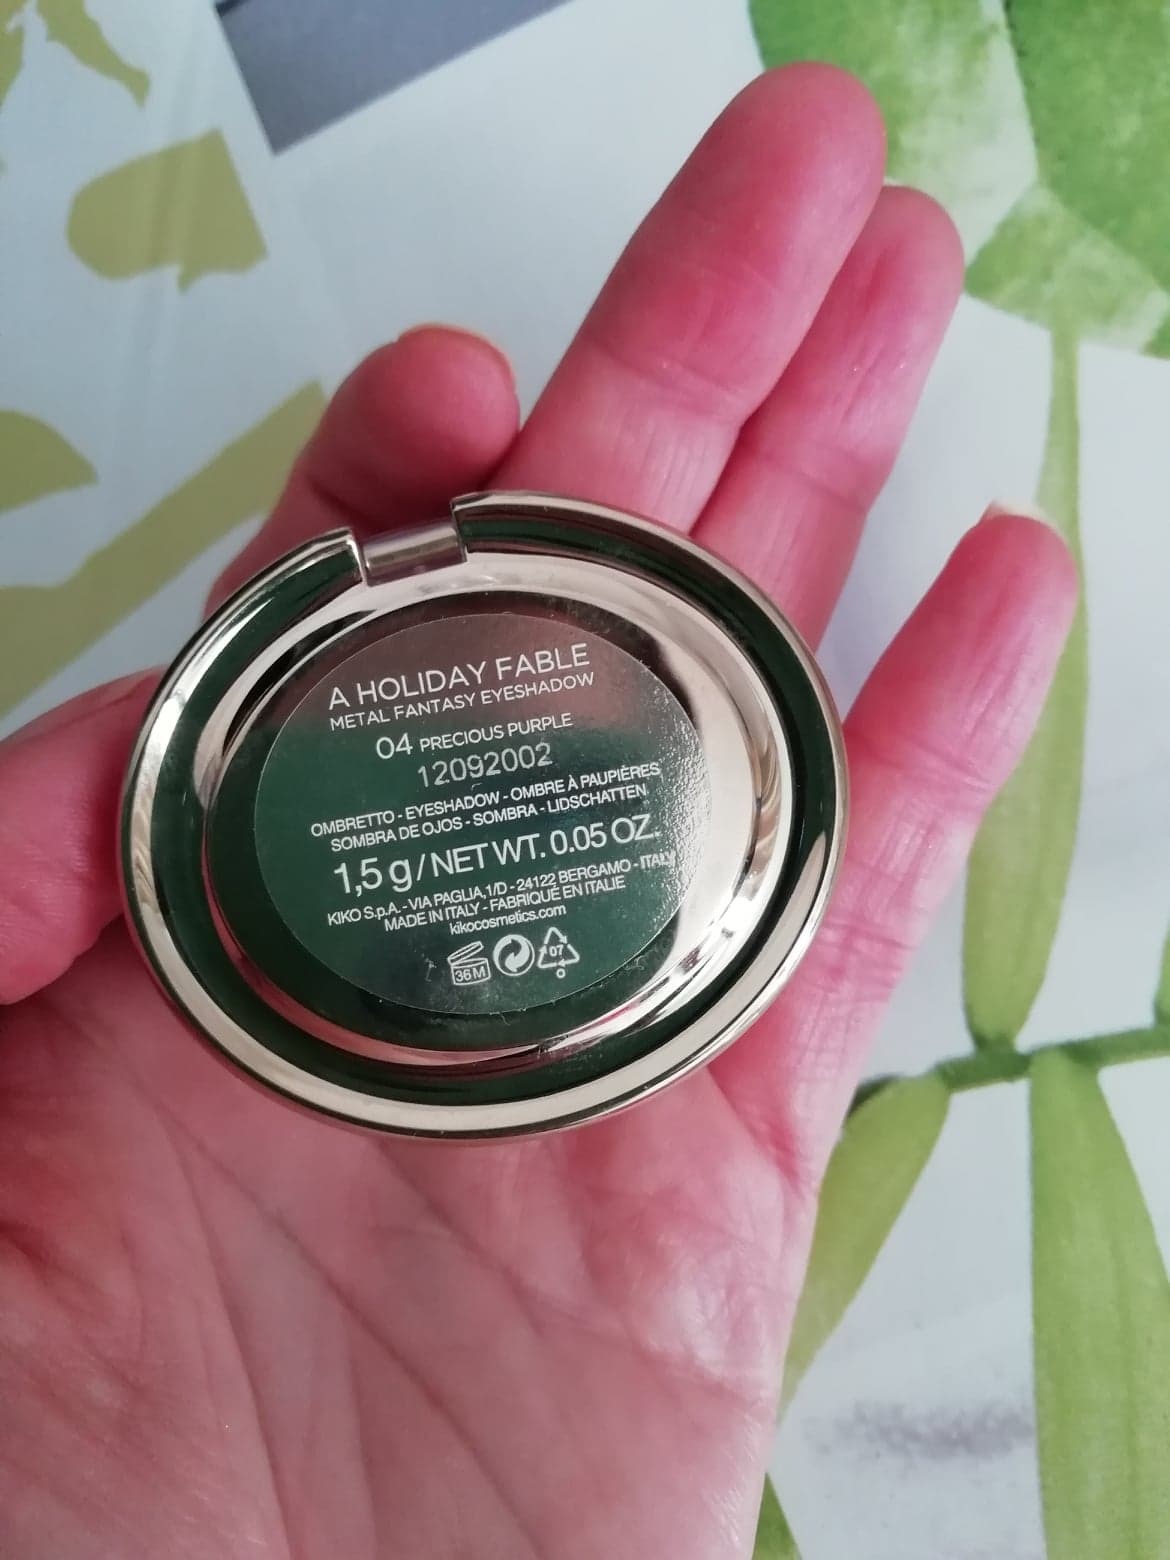 A HOLIDAY FABLE
METAL FANTASY EYESHADOW
04 PRECIOUS PURPLE
12092002
OMBRETTO - EYESHADOW - OMBRE À PAUPIÈRES
SOMBRA DE OJOS - SOMBRA - LIDSCHATTEN
1,5 g/NET WT. 0.05 OZ.
KIKO S.p.A. - VIA PAGLIA,1/D - 24122 BERGAMO - ITALY
MADE IN ITALY - FABRIQUÉ EN ITALIE
kikocosmetics.com
36 M 07
O